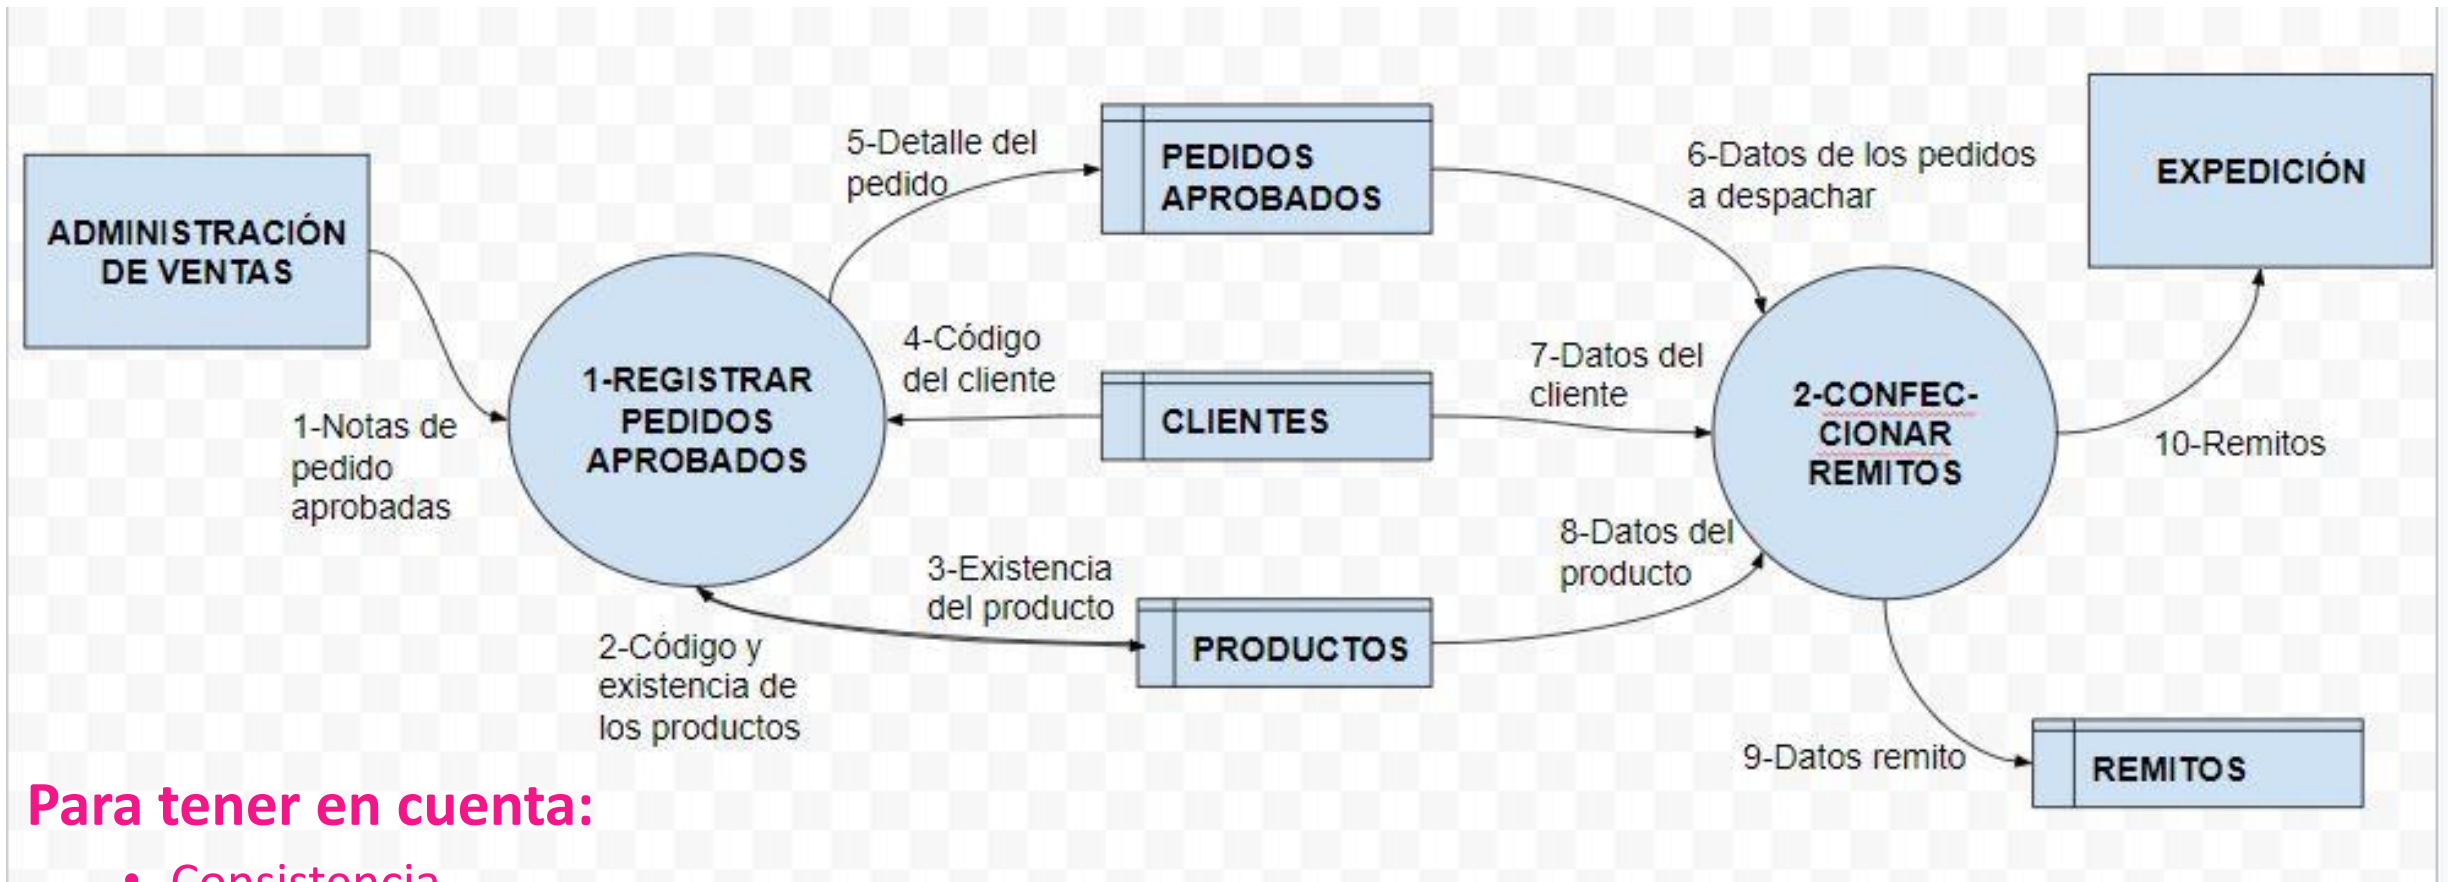 ADMINISTRACIÓN
DE VENTAS
1-Notas de
pedido
aprobadas
1-REGISTRAR
PEDIDOS
APROBADOS
5-Detalle del
pedido
4-Código
del cliente
3-Existencia
del producto
2-Código y
existencia de
los productos
PEDIDOS
APROBADOS
CLIENTES
PRODUCTOS
6-Datos de los pedidos
a despachar
7-Datos del
cliente
8-Datos del
producto
2-CONFEC-
CIONAR
REMITOS
EXPEDICIÓN
10-Remitos
9-Datos remito
REMITOS
Para tener en cuenta:
• Consistencia